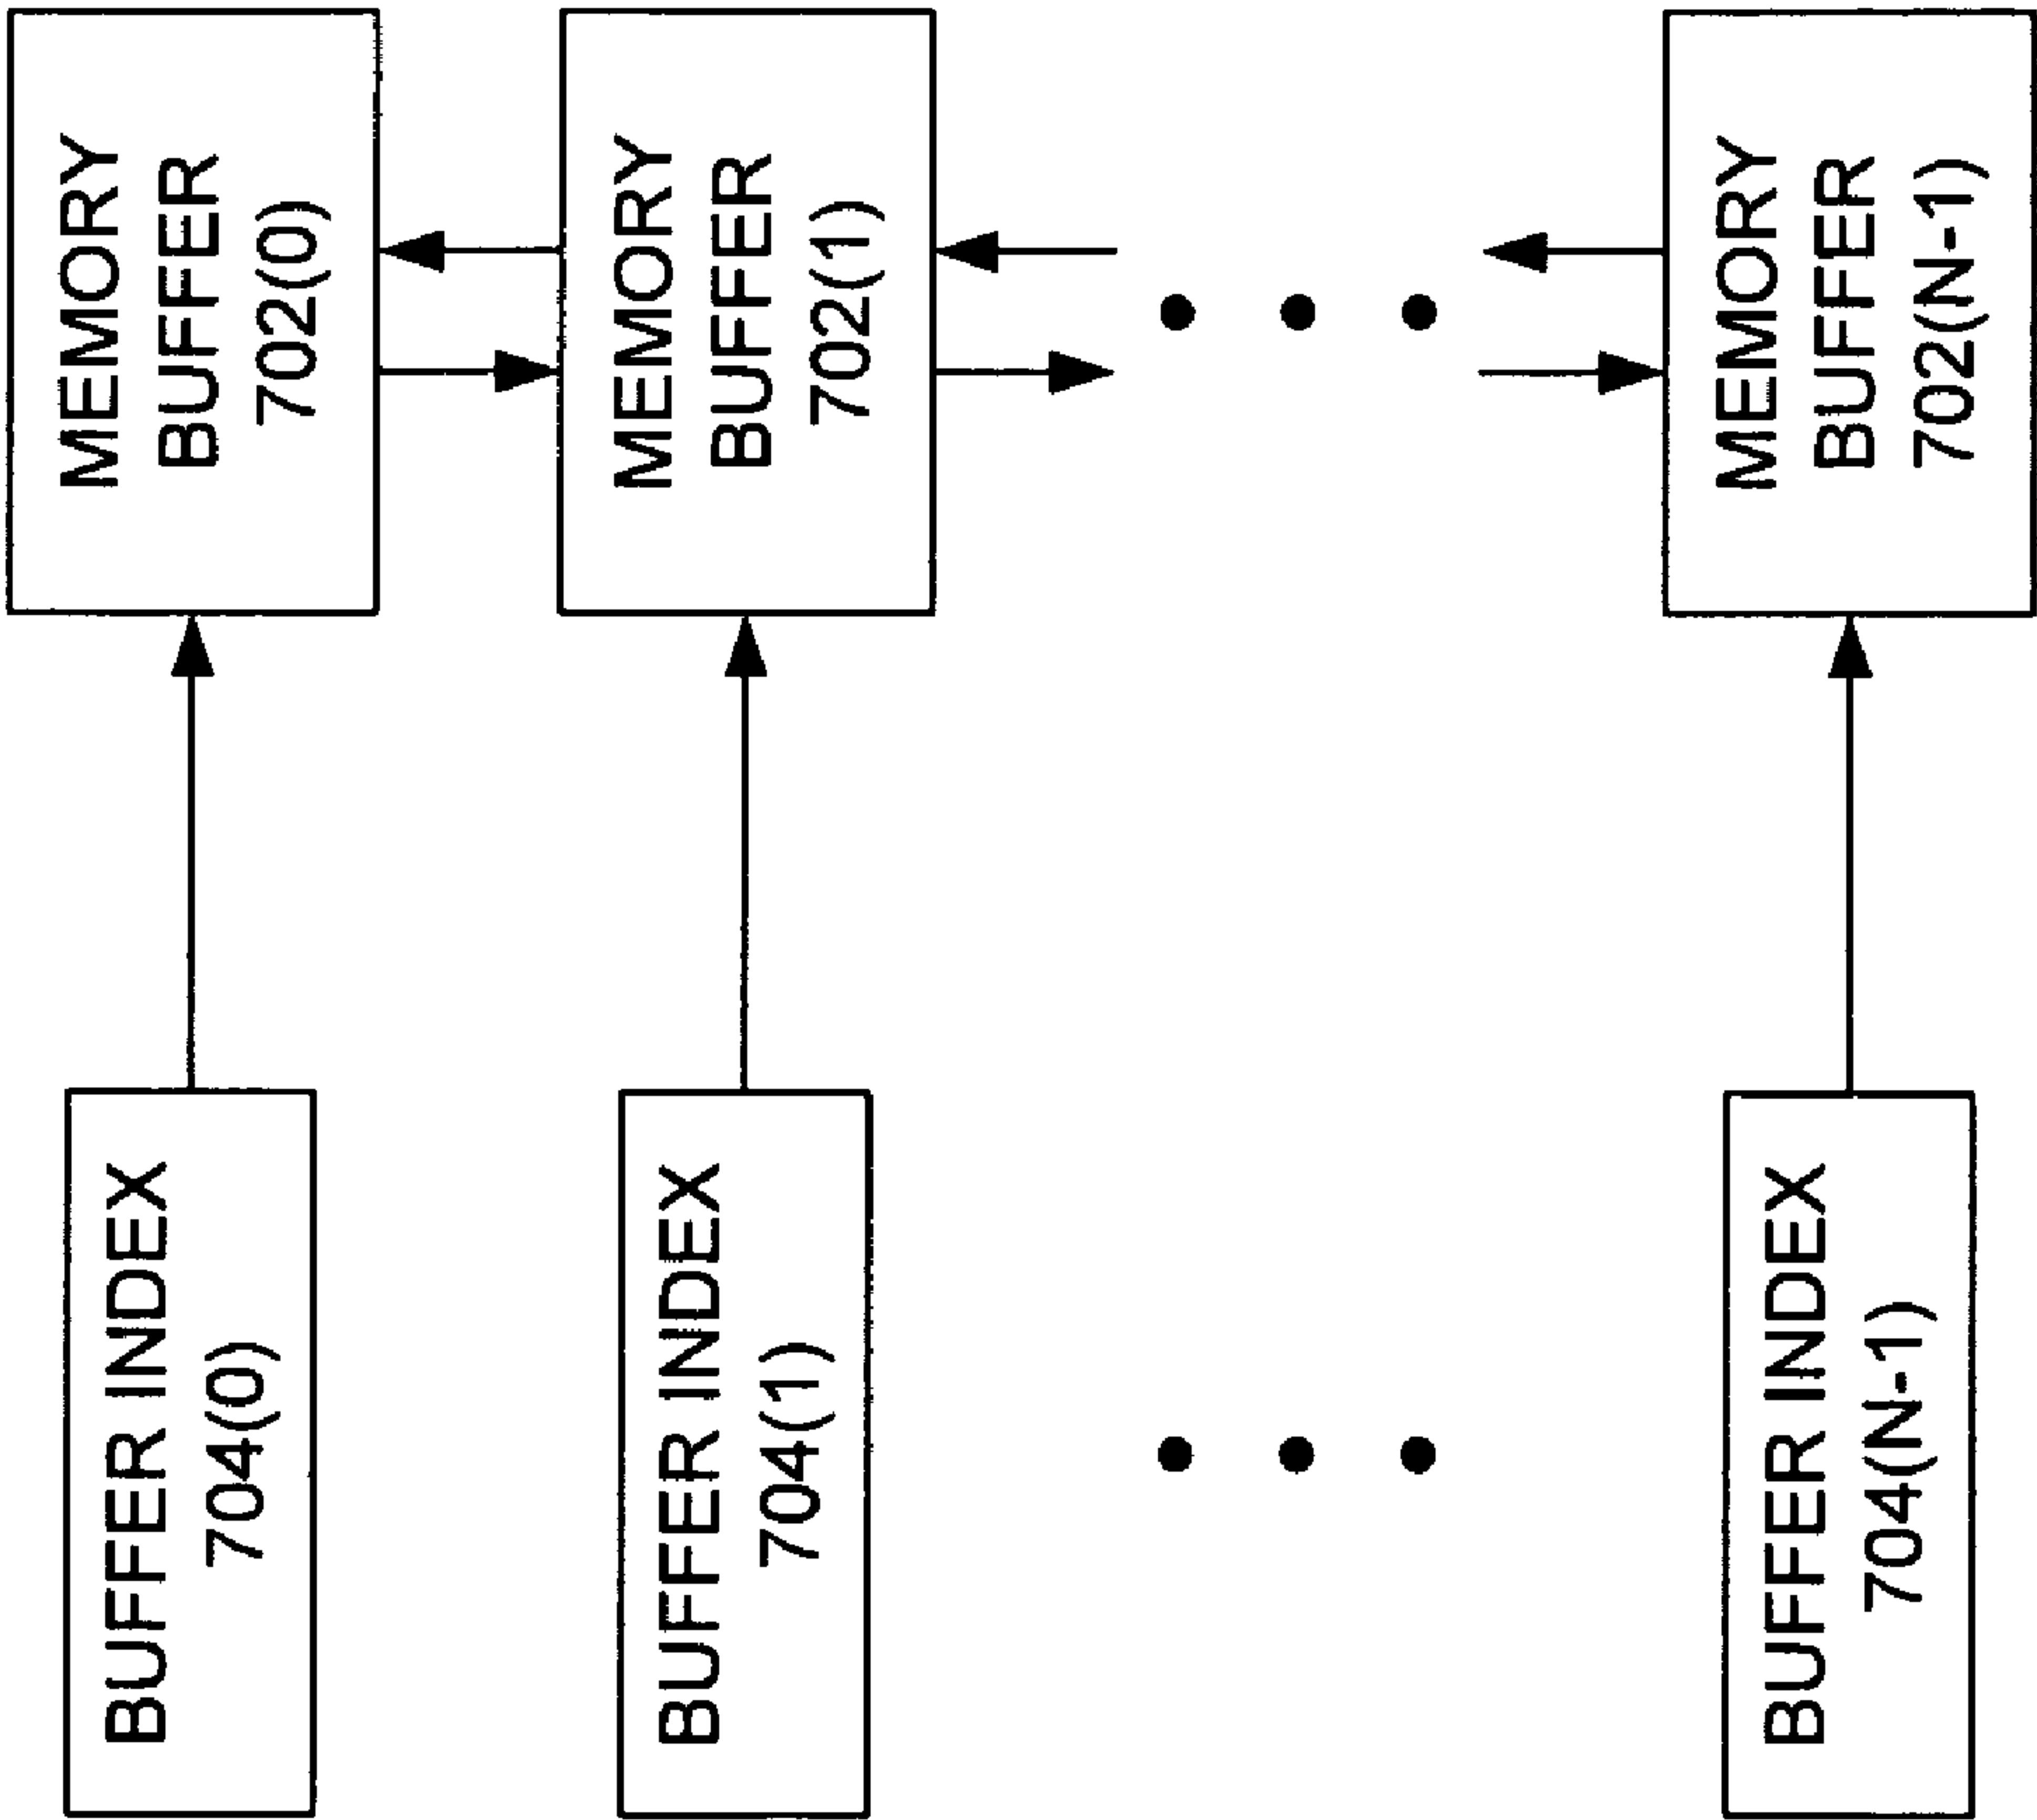 MEMORY
BUFFER
702(0)
MEMORY
BUFFER
702(1)
MEMORY
BUFFER
702(N-1)
BUFFER INDEX
704(0)
BUFFER INDEX
704(1)
BUFFER INDEX
704(N-1)